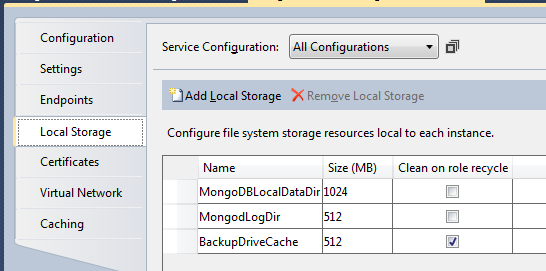 Configuration
Settings
Endpoints
Local Storage
Certificates
Virtual Network
Caching
Service Configuration: All Configurations
Add Local Storage Remove Local Storage
Configure file system storage resources local to each instance.
Name Size (MB) Clean on role recycle
MongoDBLocalDataDir 1024
MongodLogDir 512
BackupDriveCache 512